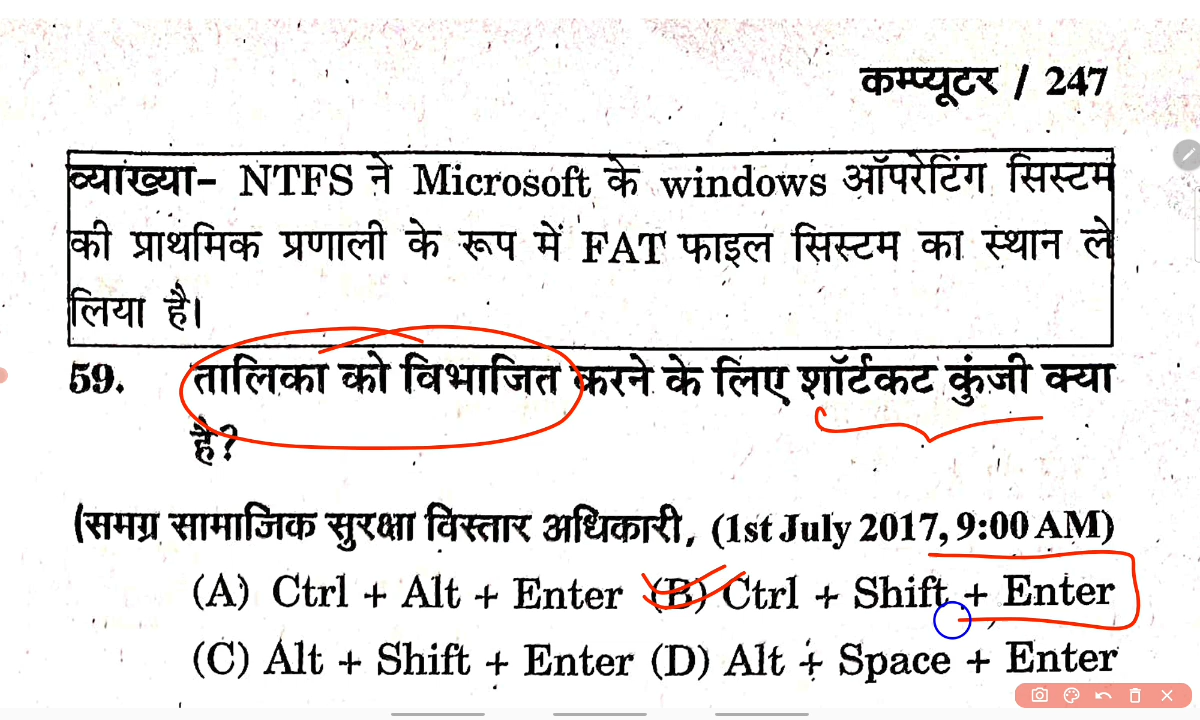 कम्प्यूटर / 247
व्याख्या– NTFS ने Microsoft के windows ऑपरेटिंग सिस्टम
की प्राथमिक प्रणाली के रूप में FAT फाइल सिस्टम का स्थान ले
लिया है।
59. तालिका को विभाजित करने के लिए शॉर्टकट कुंजी क्या
है?
(समग्र सामाजिक सुरक्षा विस्तार अधिकारी, (1st July 2017, 9:00 AM)
(A) Ctrl + Alt + Enter (B) Ctrl + Shift + Enter
(C) Alt + Shift + Enter (D) Alt + Space + Enter